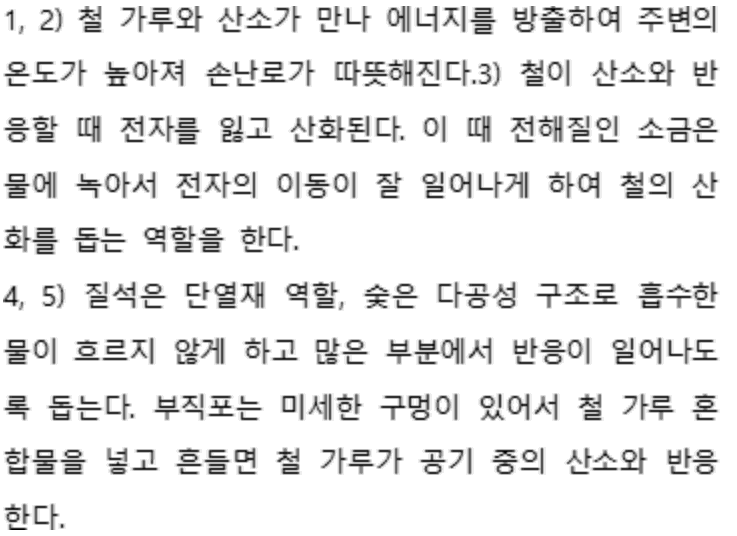 1, 2) 철 가루와 산소가 만나 에너지를 방출하여 주변의
온도가 높아져 손난로가 따뜻해진다.3) 철이 산소와 반
응할 때 전자를 잃고 산화된다. 이 때 전해질인 소금은
물에 녹아서 전자의 이동이 잘 일어나게 하여 철의 산
화를 돕는 역할을 한다.
4, 5) 질석은 단열재 역할, 숯은 다공성 구조로 흡수한
물이 흐르지 않게 하고 많은 부분에서 반응이 일어나도
록 돕는다. 부직포는 미세한 구멍이 있어서 철 가루 혼
합물을 넣고 흔들면 철 가루가 공기 중의 산소와 반응
한다.